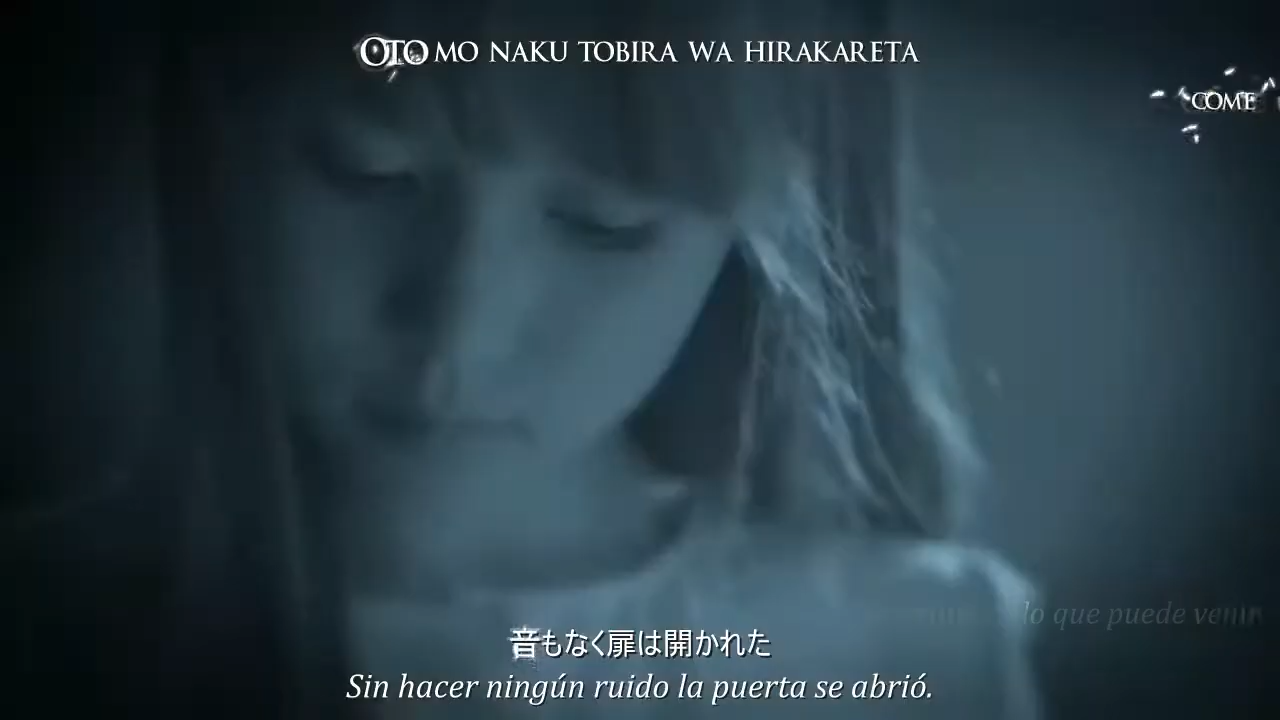 OTO MO NAKU TOBIRA WA HIRAKARETA
COME
lo que puede venir
音もなく扉は開かれた
Sin hacer ningún ruido la puerta se abrió.